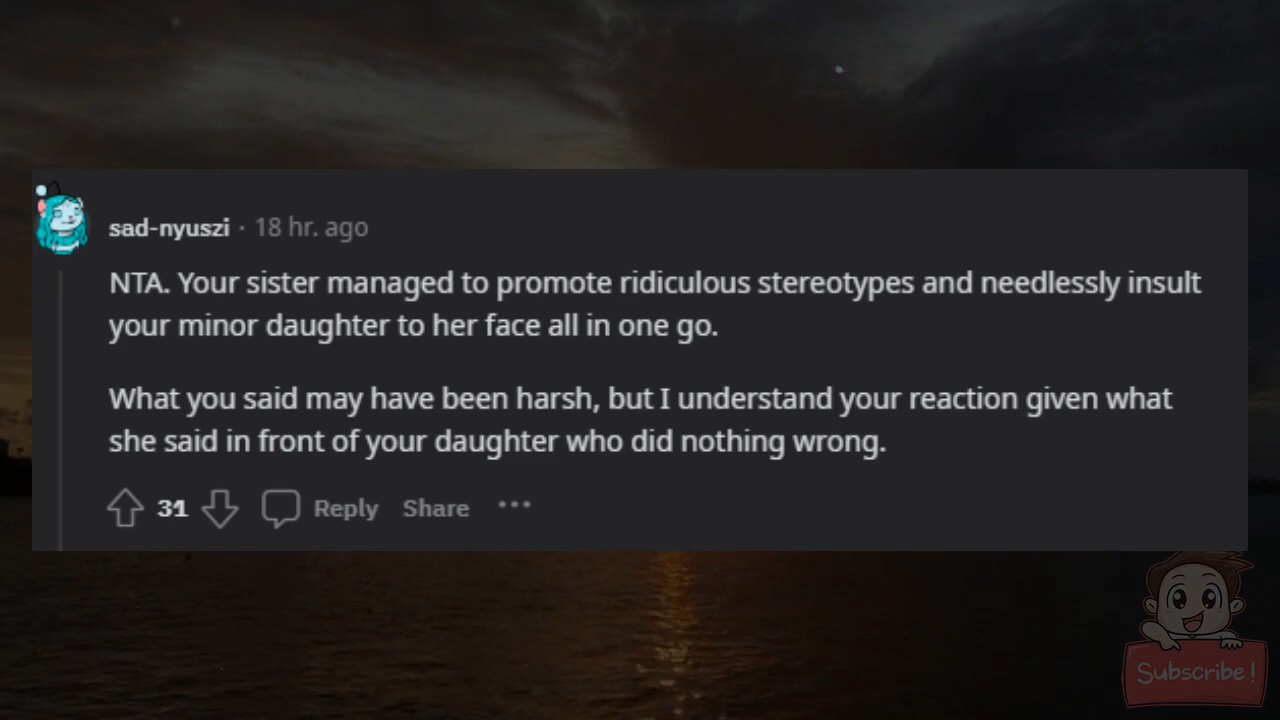 sad-nyuszi · 18 hr. ago
NTA. Your sister managed to promote ridiculous stereotypes and needlessly insult
your minor daughter to her face all in one go.
What you said may have been harsh, but I understand your reaction given what
she said in front of your daughter who did nothing wrong.
31 Reply Share ...
Subscribe!